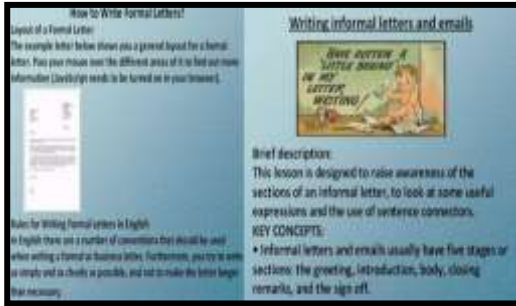 How to Write Formal Letters?
Layout of a Formal Letter
The example letter below shows you a general layout for a formal
letter. Pass your mouse over the different areas of it to find out more
information (JavaScript needs to be turned on in your browser).
Rules for Writing Formal Letters in English
In English there are a number of conventions that should be used
when writing a formal or business letter. Furthermore, you try to write
as simply and as clearly as possible, and not to make the letter longer
than necessary.
Writing informal letters and emails
HAVE GOTTEN A
LITTLE BEHIND
IN MY
LETTER
WRITING!
Brief description:
This lesson is designed to raise awareness of the
sections of an informal letter, to look at some useful
expressions and the use of sentence connectors.
KEY CONCEPTS:
• Informal letters and emails usually have five stages or
sections: the greeting, introduction, body, closing
remarks, and the sign off.